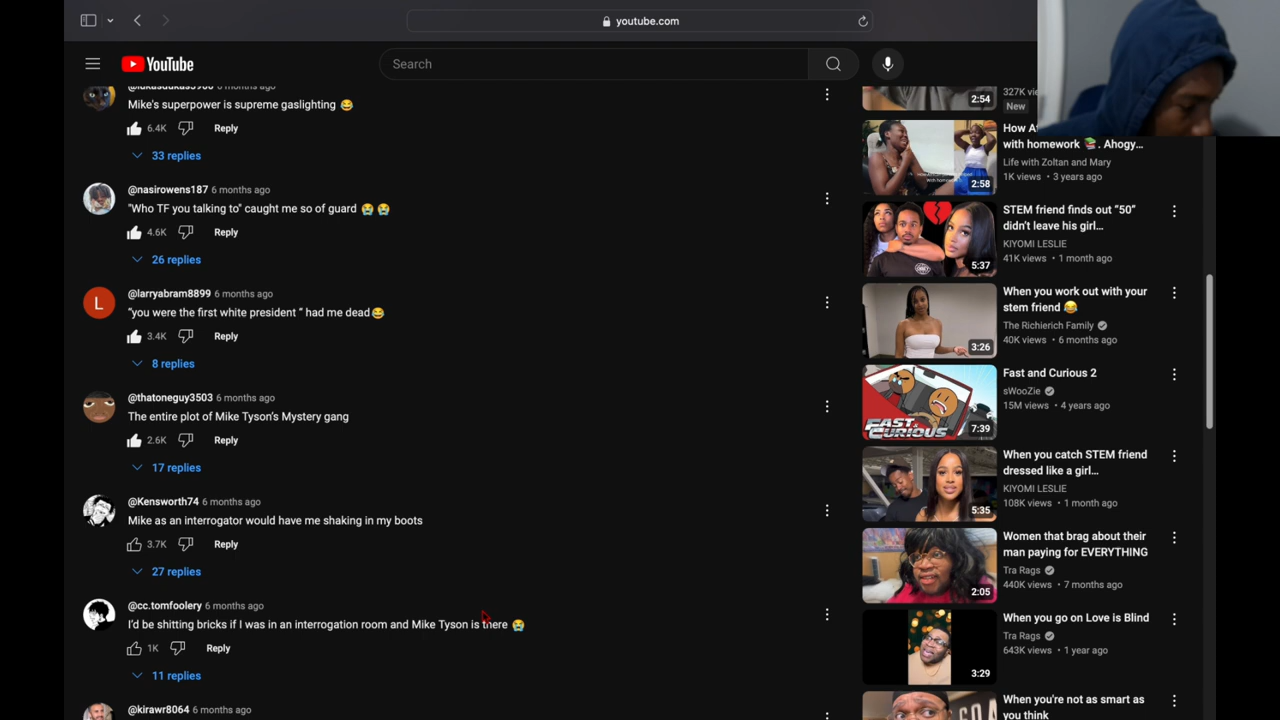 youtube.com
YouTube
Search
6 months ago
Mike's superpower is supreme gaslighting 😂
6.4K
Reply
33 replies
@nasirowens187 6 months ago
"Who TF you talking to" caught me so of guard 😭😭
4.6K
Reply
26 replies
L
@larryabram8899 6 months ago
"you were the first white president " had me dead😂
3.4K
Reply
8 replies
@thatoneguy3503 6 months ago
The entire plot of Mike Tyson's Mystery gang
2.6K
Reply
17 replies
@Kensworth74 6 months ago
Mike as an interrogator would have me shaking in my boots
3.7K
Reply
27 replies
@cc.tomfoolery 6 months ago
I'd be shitting bricks if I was in an interrogation room and Mike Tyson is there 😭
1K
Reply
11 replies
@kirawr8064 6 months ago
2:54
327K
New
2:58
How
with homework 📚. Ahogy...
Life with Zoltan and Mary
1K views • 3 years ago
5:37
STEM friend finds out "50"
didn't leave his girl...
KIYOMI LESLIE
41K views • 1 month ago
3:26
When you work out with your
stem friend 😂
The Richierich Family
40K views • 6 months ago
FAST & CURIOUS
7:39
Fast and Curious 2
sWooZie
15M views • 4 years ago
5:35
When you catch STEM friend
dressed like a girl...
KIYOMI LESLIE
108K views • 1 month ago
2:05
Women that brag about their
man paying for EVERYTHING
Tra Rags
440K views • 7 months ago
3:29
When you go on Love is Blind
Tra Rags
643K views • 1 year ago
When you're not as smart as
you think